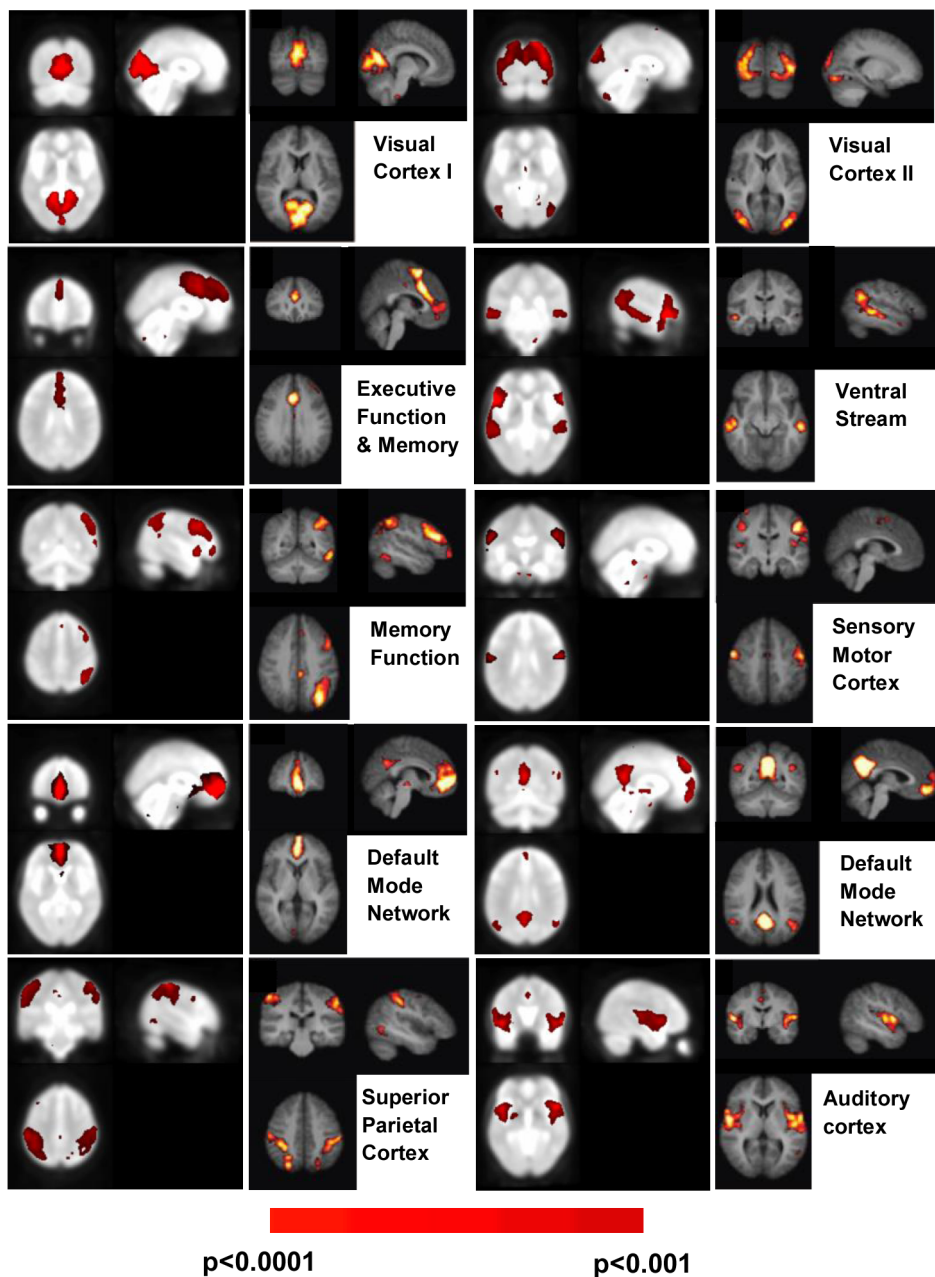 Visual
Cortex I
Visual
Cortex II
Executive
Function
& Memory
Ventral
Stream
Memory
Function
Sensory
Motor
Cortex
Default
Mode
Network
Default
Mode
Network
Superior
Parietal
Cortex
Auditory
cortex
p<0.0001
p<0.001